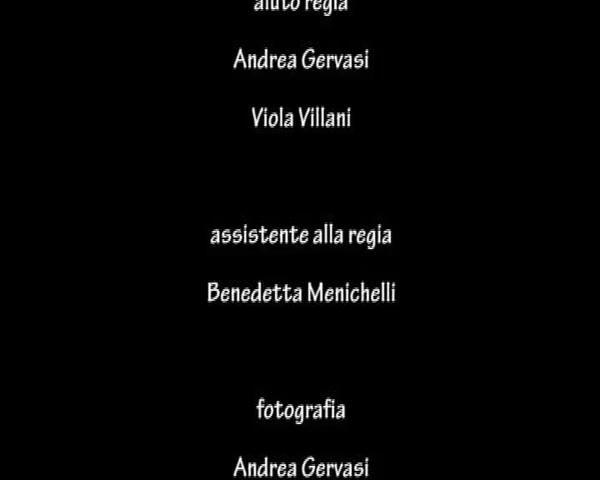 aiuto regia
Andrea Gervasi
Viola Villani
assistente alla regia
Benedetta Menichelli
fotografia
Andrea Gervasi